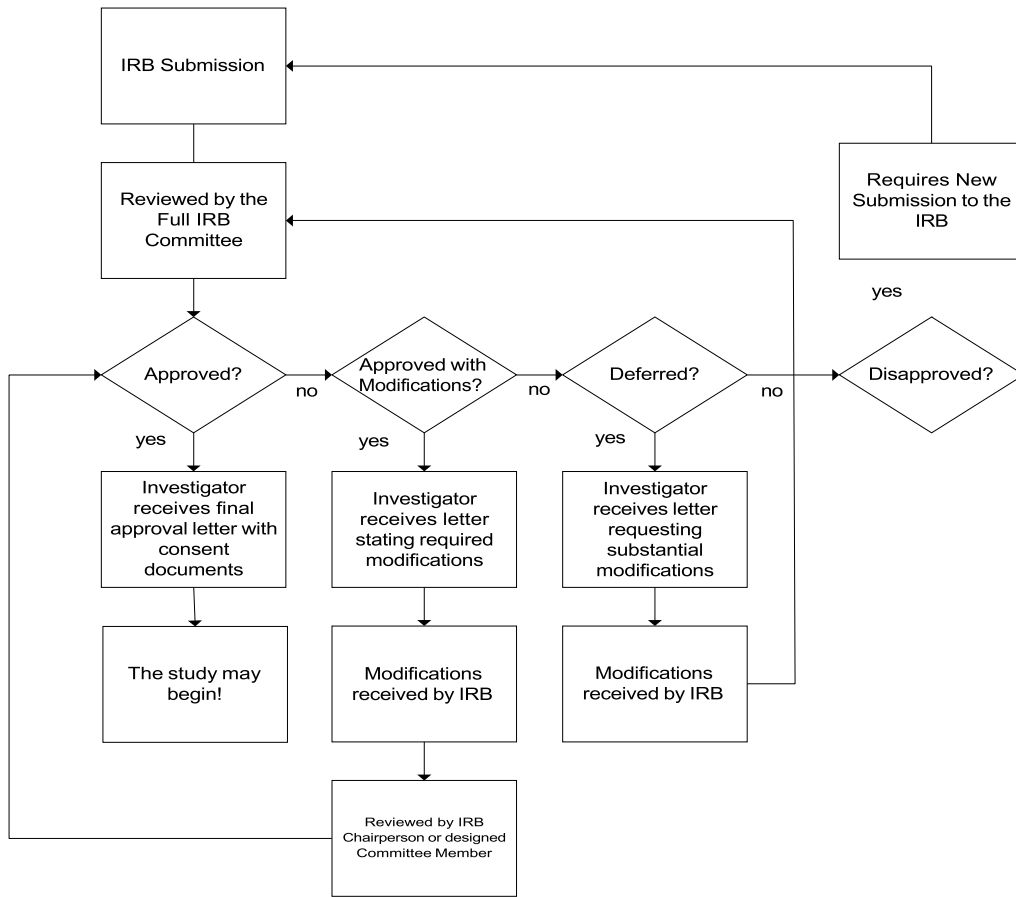 IRB Submission
Requires New
Submission to the
IRB
Reviewed by the
Full IRB
Committee
yes
Approved?
no
Approved with
Modifications?
no
Deferred?
no
Disapproved?
yes
yes
yes
Investigator
receives final
approval letter with
consent
documents
Investigator
receives letter
stating required
modifications
Investigator
receives letter
requesting
substantial
modifications
The study may
begin!
Modifications
received by IRB
Modifications
received by IRB
Reviewed by IRB
Chairperson or designed
Committee Member